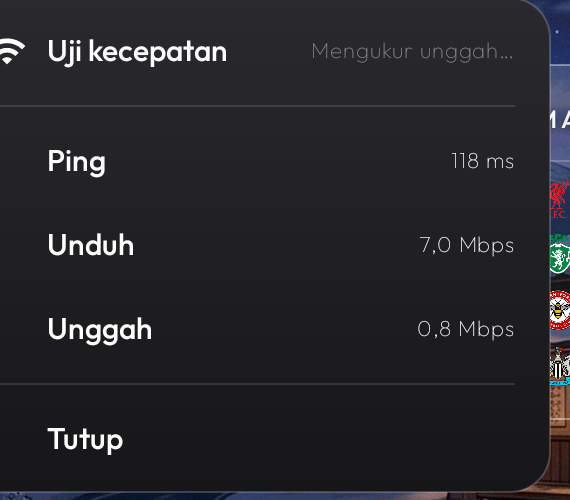 Uji kecepatan Mengukur unggah...
Ping 118 ms
Unduh 7,0 Mbps
Unggah 0,8 Mbps
Tutup